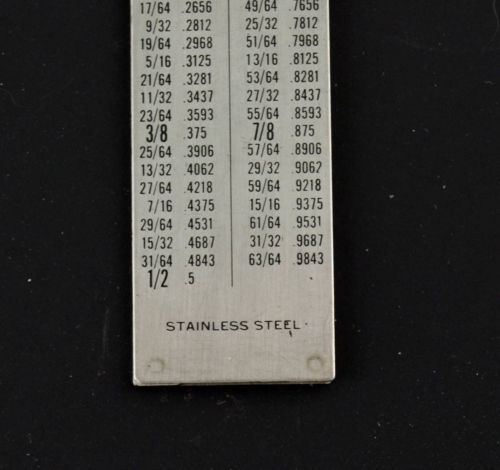 17/64 .2656 49/64 .7656
9/32 .2812 25/32 .7812
19/64 .2968 51/64 .7968
5/16 .3125 13/16 .8125
21/64 .3281 53/64 .8281
11/32 .3437 27/32 .8437
23/64 .3593 55/64 .8593
3/8 .375 7/8 .875
25/64 .3906 57/64 .8906
13/32 .4062 29/32 .9062
27/64 .4218 59/64 .9218
7/16 .4375 15/16 .9375
29/64 .4531 61/64 .9531
15/32 .4687 31/32 .9687
31/64 .4843 63/64 .9843
1/2 .5
STAINLESS STEEL